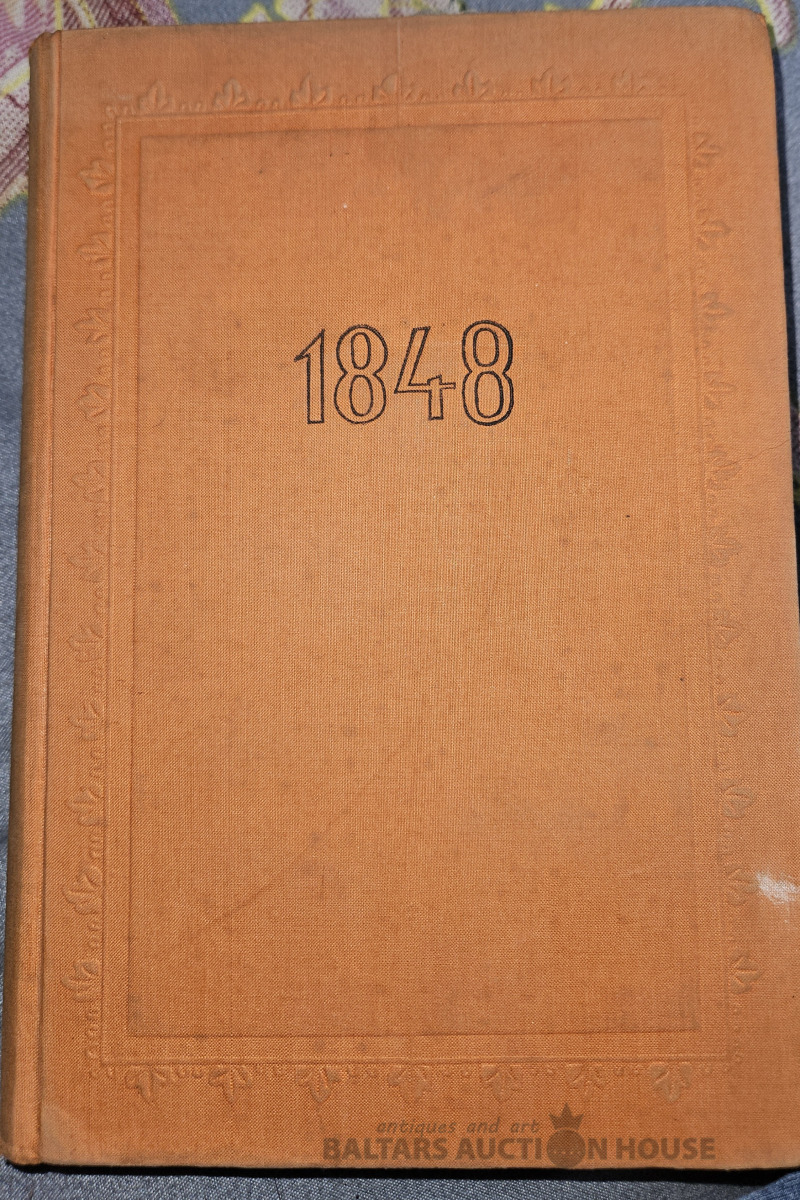 1848
antiques and art
BALTARS AUCTION HOUSE